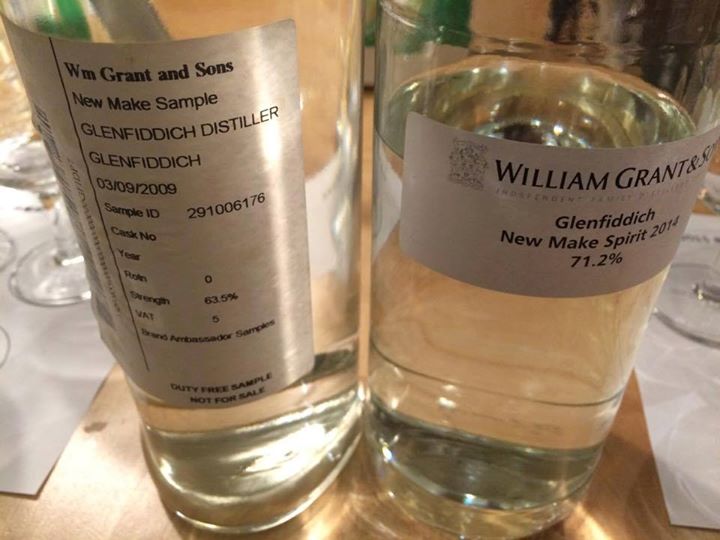 Wm Grant and Sons
New Make Sample
GLENFIDDICH DISTILLER
GLENFIDDICH
03/09/2009
Sample ID 291006176
Cask No
Year
Rotn 0
Strength 63.5%
VAT 5
Brand Ambassador Samples
DUTY FREE SAMPLE
NOT FOR SALE
WILLIAM GRANT & SO
INDEPENDENT FAMILY DISTILLERS
Glenfiddich
New Make Spirit 2014
71.2%